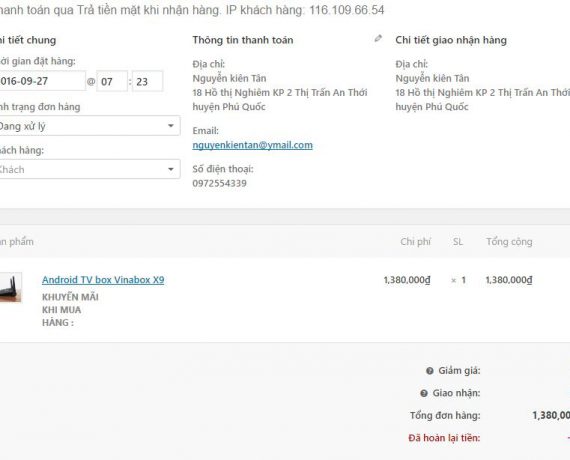 hanh toán qua Trả tiền mặt khi nhận hàng. IP khách hàng: 116.109.66.54
hi tiết chung
hời gian đặt hàng:
2016-09-27 @ 07 : 23
nh trạng đơn hàng
Đang xử lý
hách hàng:
Khách
Thông tin thanh toán
Địa chỉ:
Nguyễn kiên Tân
18 Hồ thị Nghiêm KP 2 Thị Trấn An Thới
huyện Phú Quốc
Email:
nguyenkientan@ymail.com
Số điện thoại:
0972554339
Chi tiết giao nhận hàng
Địa chỉ:
Nguyễn kiên Tân
18 Hồ thị Nghiêm KP 2 Thị Trấn An Thới
huyện Phú Quốc
ản phẩm Chi phí SL Tổng cộng
Android TV box Vinabox X9 1,380,000₫ × 1 1,380,000₫
KHUYẾN MÃI
KHI MUA
HÀNG :
Giảm giá:
Giao nhận:
Tổng đơn hàng: 1,380,00
Đã hoàn lại tiền: -